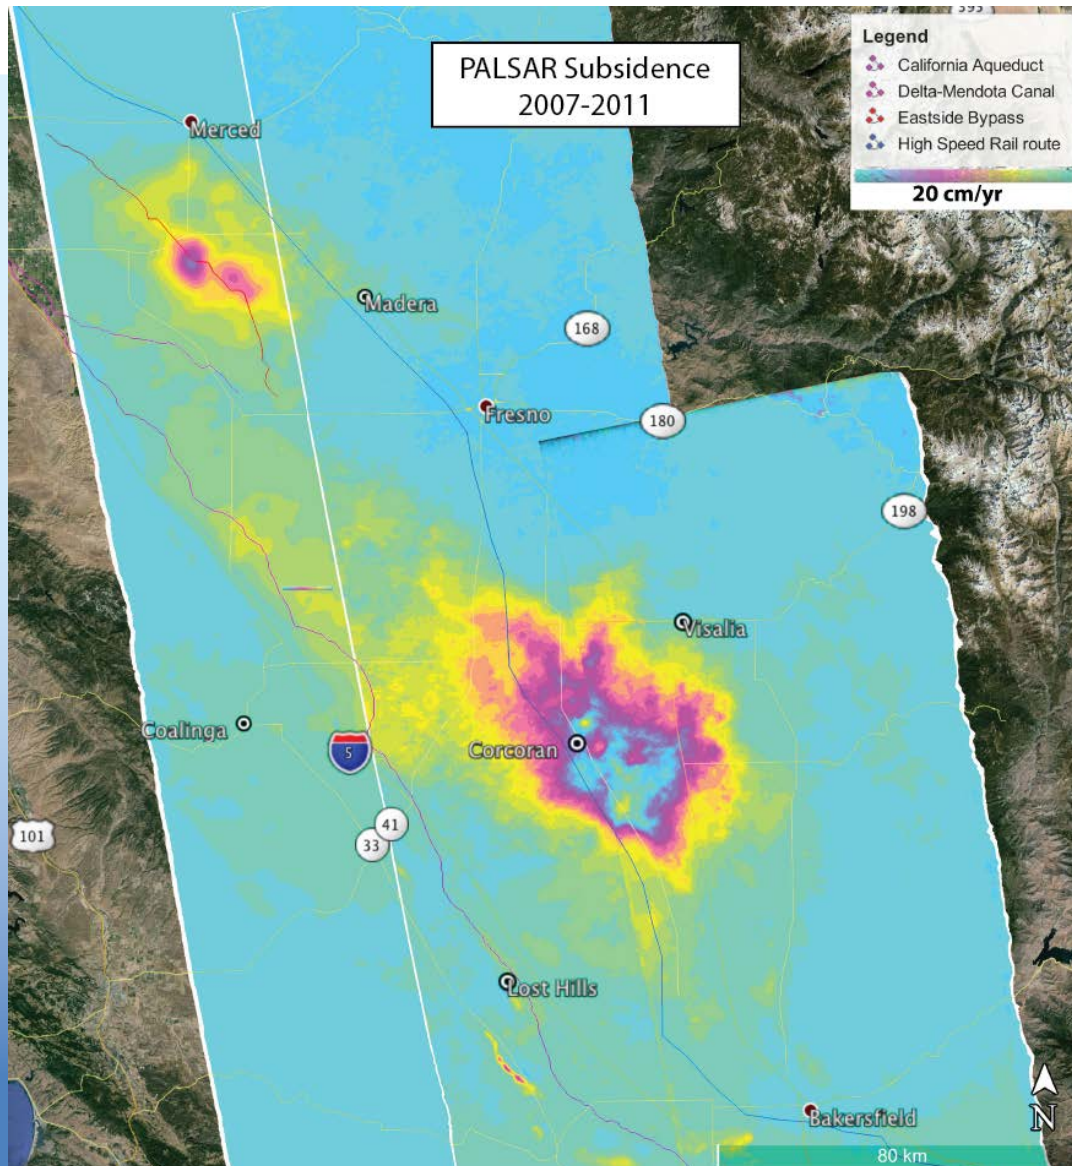 395
PALSAR Subsidence
2007-2011
Legend
California Aqueduct
Delta-Mendota Canal
Eastside Bypass
High Speed Rail route
20 cm/yr
Merced
Madera
168
Fresno
180
198
Visalia
Coalinga
5
Corcoran
101
41
33
Lost Hills
N
Bakersfield
80 km